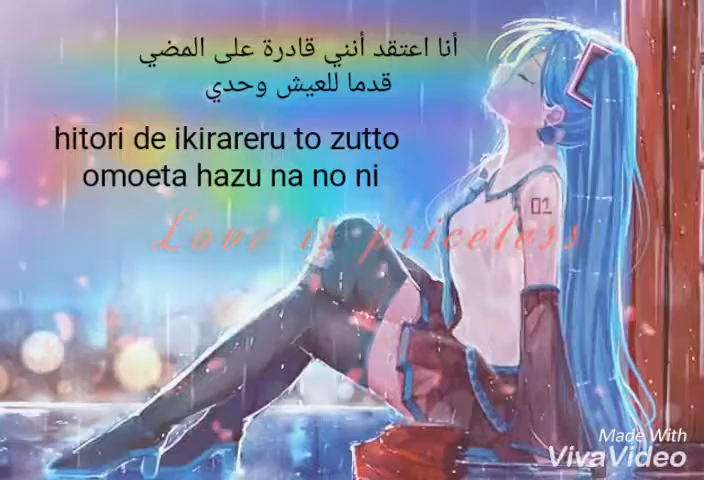 أنا اعتقد أنني قادرة على المضي
قدما للعيش وحدي
hitori de ikirareru to zutto
omoeta hazu na no ni
Love is priceless
01
Made With
VivaVideo